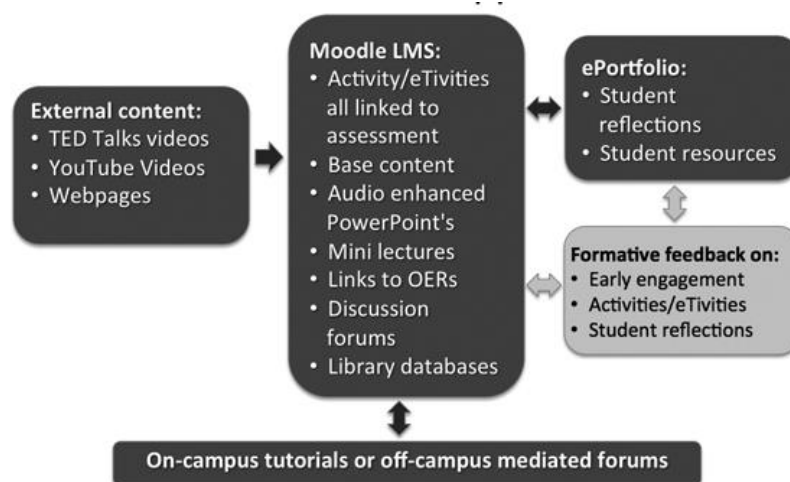 External content:
• TED Talks videos
• YouTube Videos
• Webpages
Moodle LMS:
• Activity/eTivities
all linked to
assessment
• Base content
• Audio enhanced
PowerPoint's
• Mini lectures
• Links to OERs
• Discussion
forums
• Library databases
ePortfolio:
• Student
reflections
• Student resources
Formative feedback on:
• Early engagement
• Activities/eTivities
• Student reflections
On-campus tutorials or off-campus mediated forums